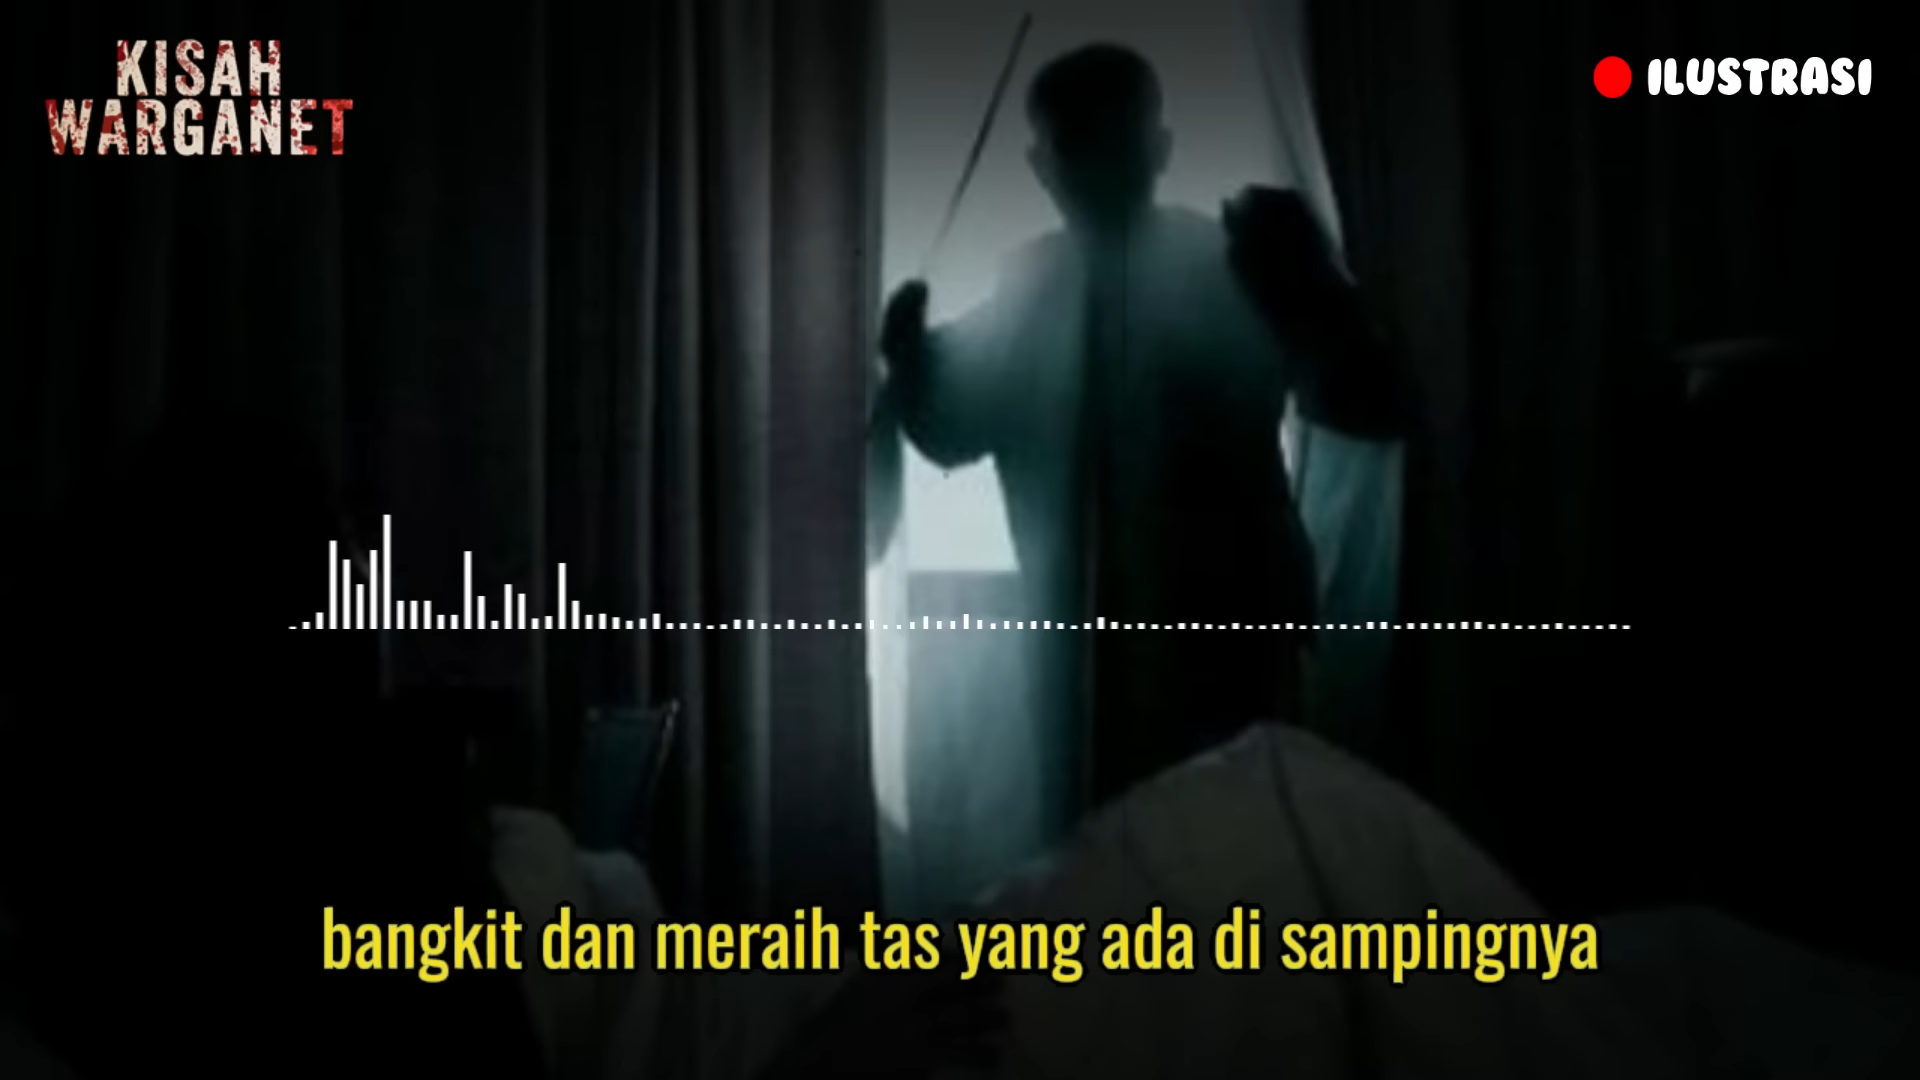 KISAH
WARGANET
ILUSTRASI
bangkit dan meraih tas yang ada di sampingnya